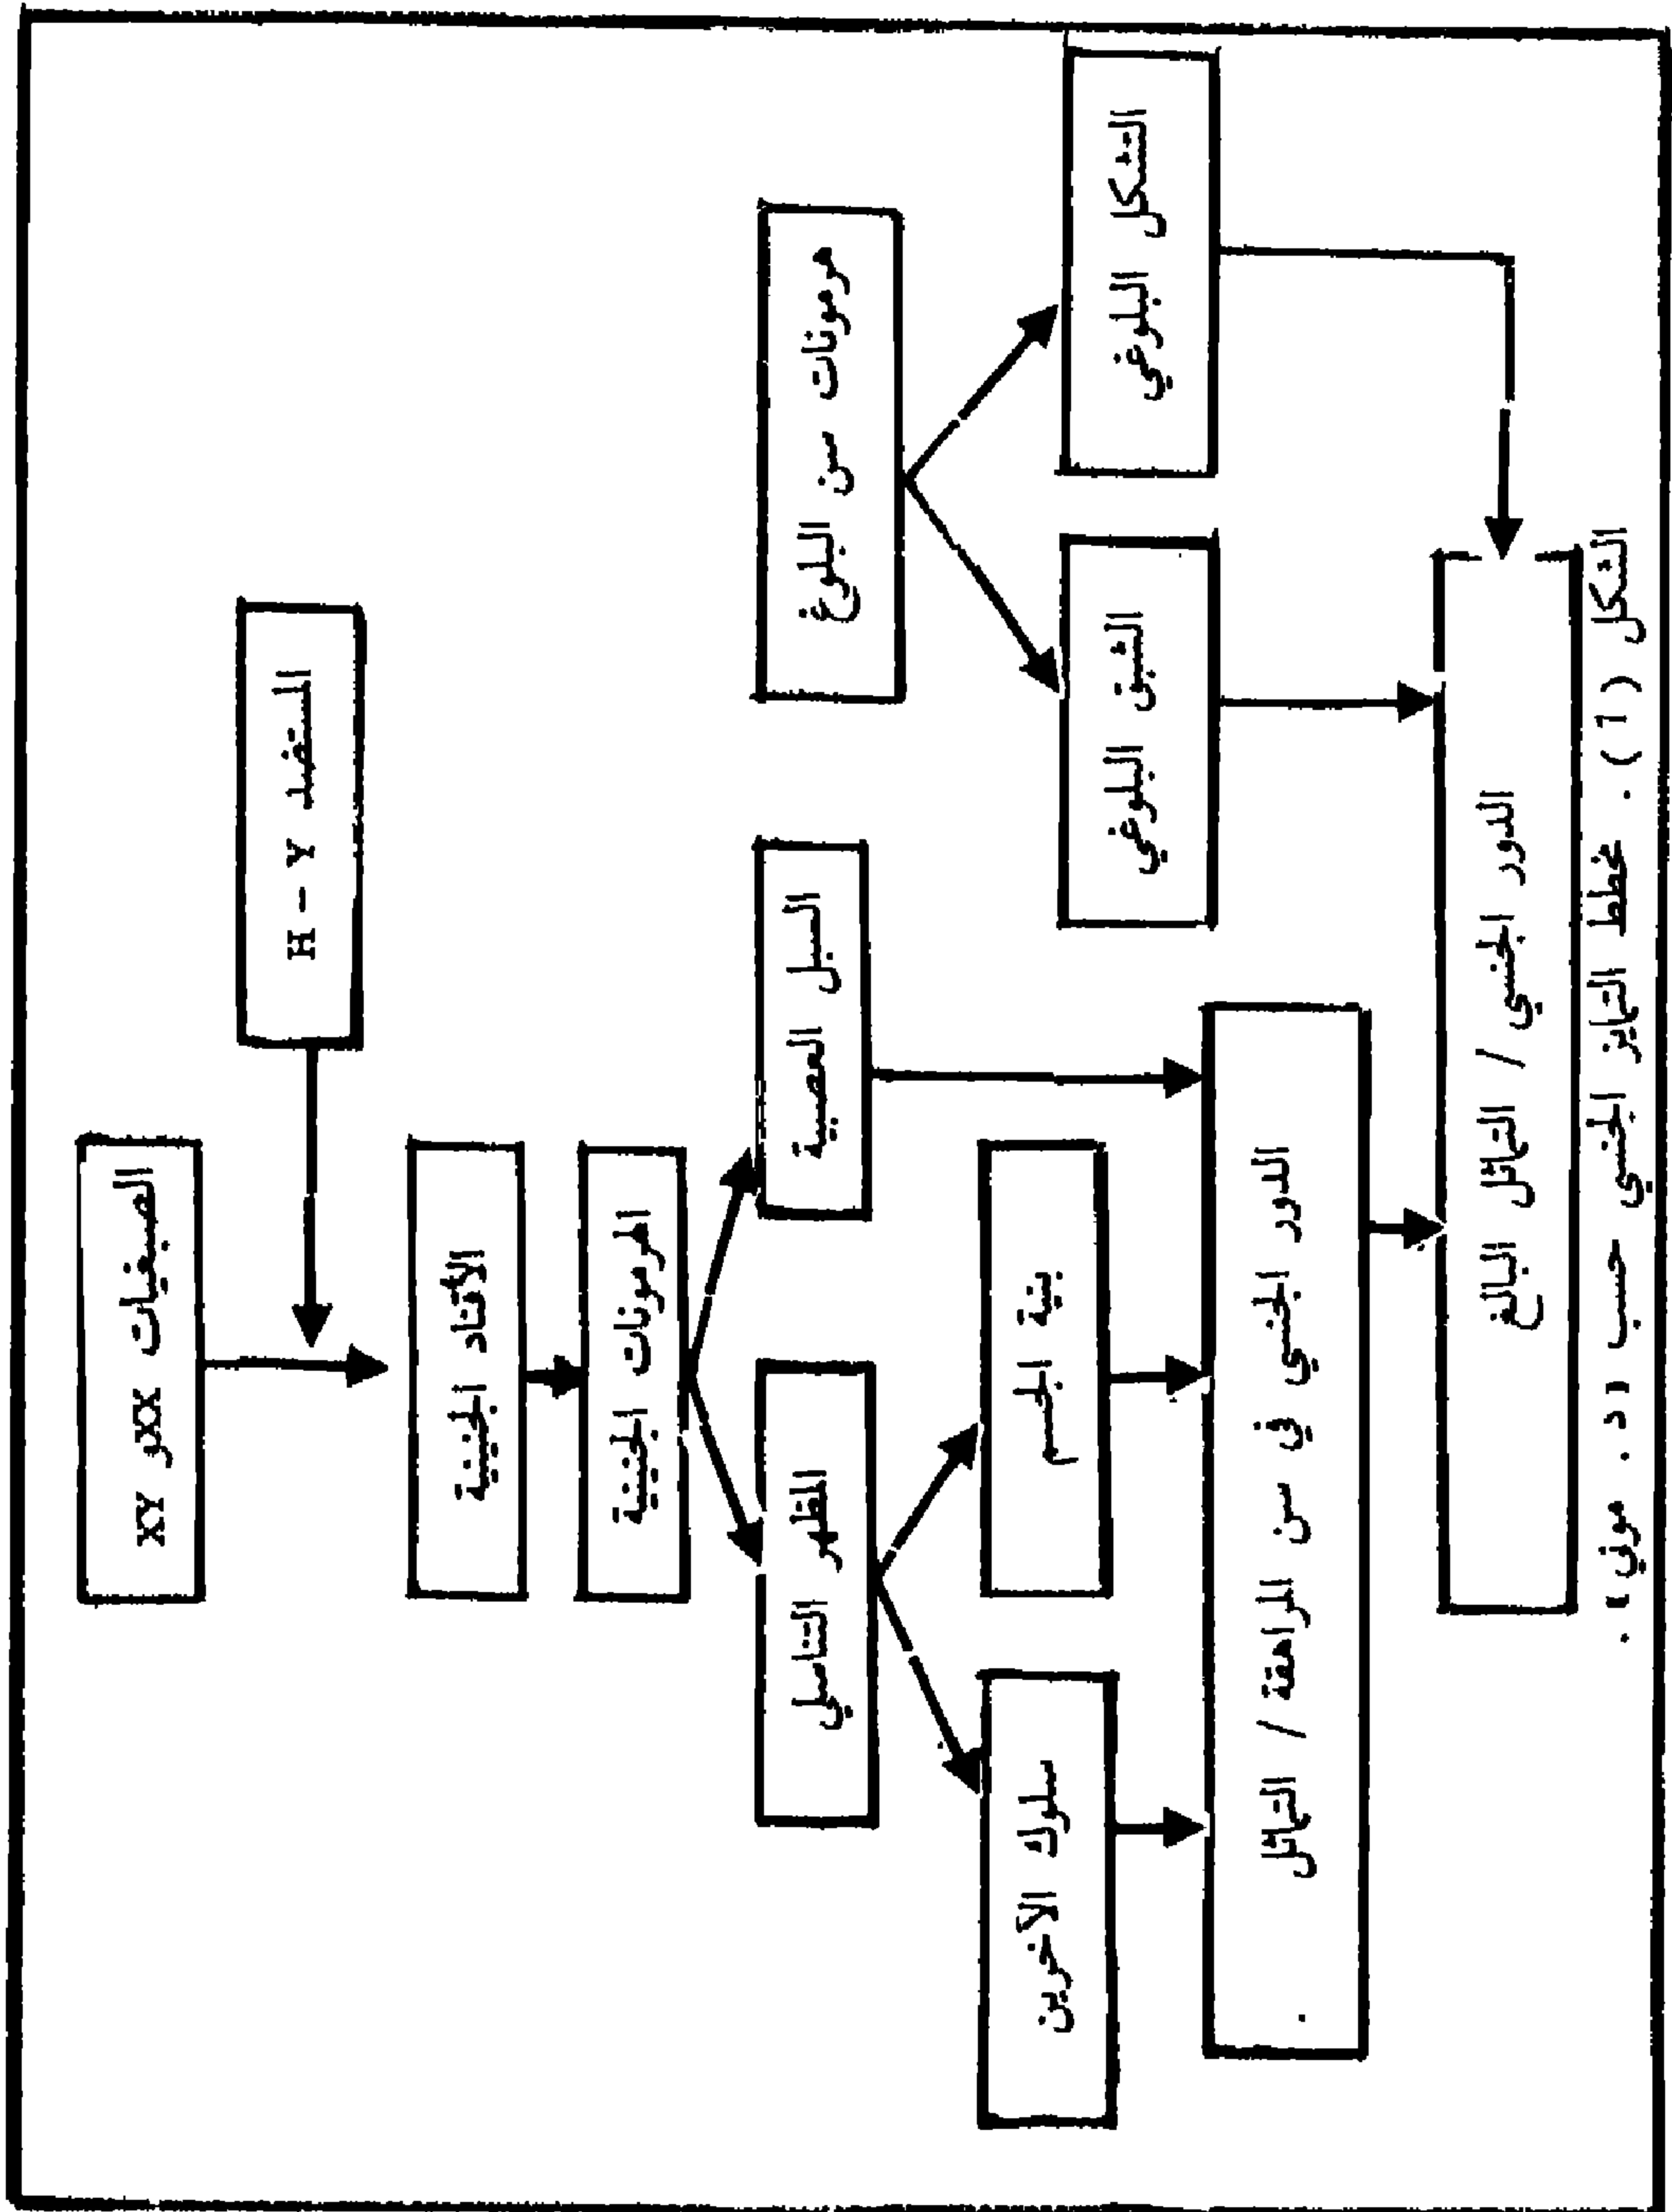 الصبغيات XX و XY
المتضد H - Y
الأقناد الجنينية
الهرمونات الجنينية
هرمونات سن البلوغ
السبل العصبية
المظهر التناسلي
التشكل البلوغي
الشبق البلوغي
بنية الجسم
سلوك الآخرين
الدور الجنسي في سن المراهقة / التماثل .
الدور الجنسي / التماثل البالغ
الشكل (1) . مخطط التمايز الجنسي حسب (د. موني) .